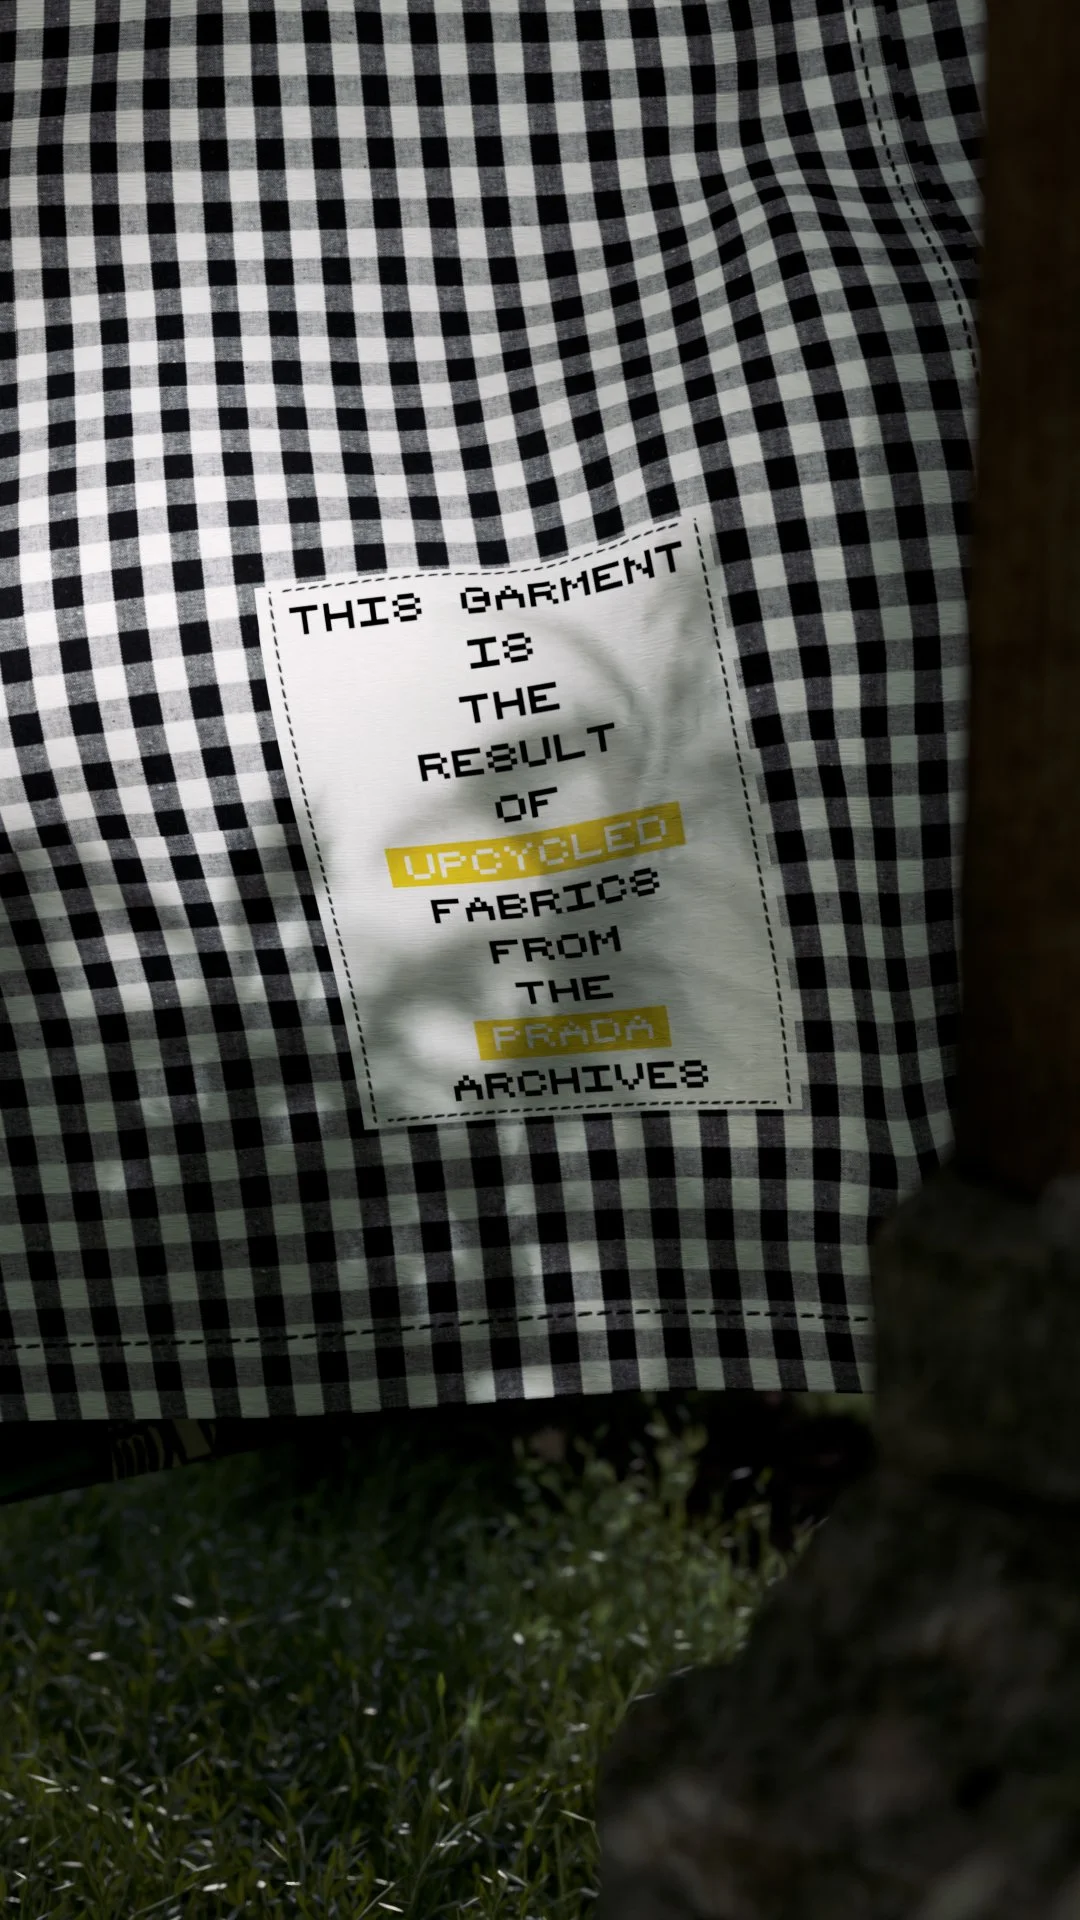 THIS GARMENT
IS
THE
RESULT
OF
UPCYCLED
FABRICS
FROM
THE
PRADA
ARCHIVES